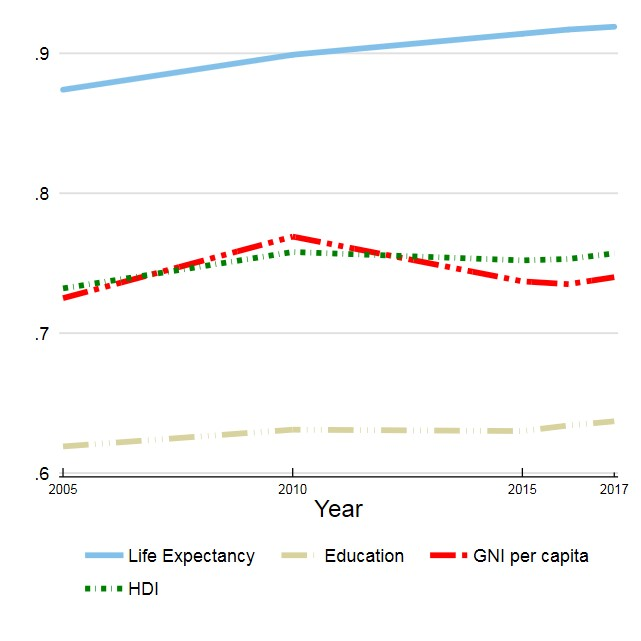 .9
.8
.7
.6
2005 2010 2015 2017
Year
Life Expectancy Education GNI per capita
HDI